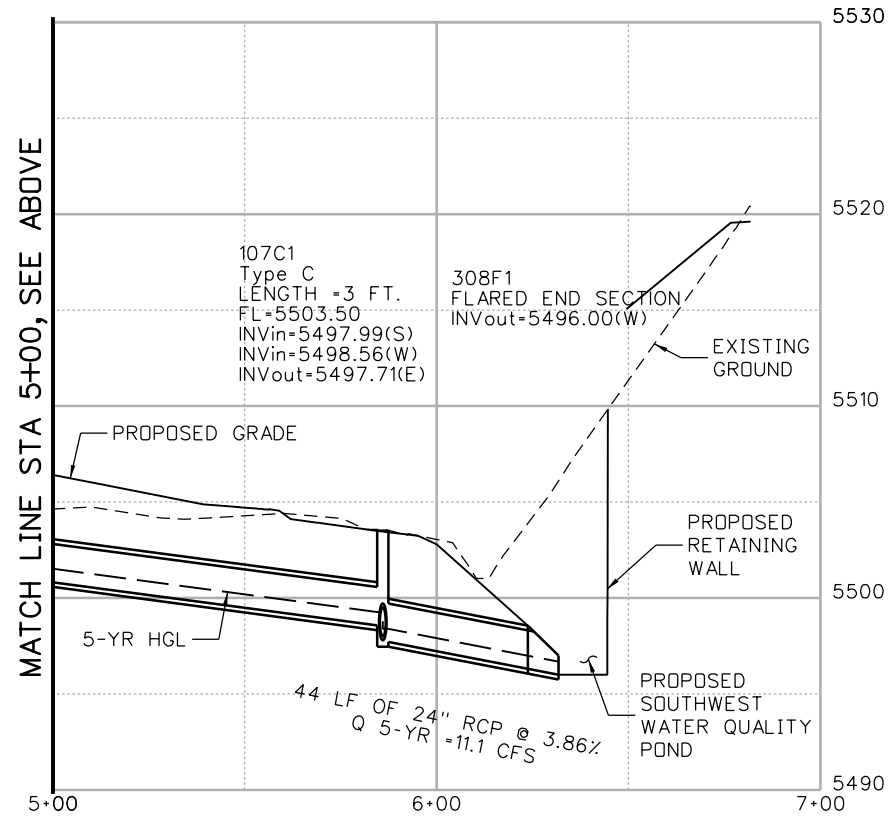 5530
5520
5510
5500
5490
MATCH LINE STA 5+00, SEE ABOVE
107C1
Type C
LENGTH =3 FT.
FL=5503.50
INVin=5497.99(S)
INVin=5498.56(W)
INVout=5497.71(E)
308F1
FLARED END SECTION
INVout=5496.00(W)
EXISTING
GROUND
PROPOSED GRADE
PROPOSED
RETAINING
WALL
5-YR HGL
44 LF OF 24" RCP @ 3.86%
Q 5-YR =11.1 CFS
PROPOSED
SOUTHWEST
WATER QUALITY
POND
5+00
6+00
7+00